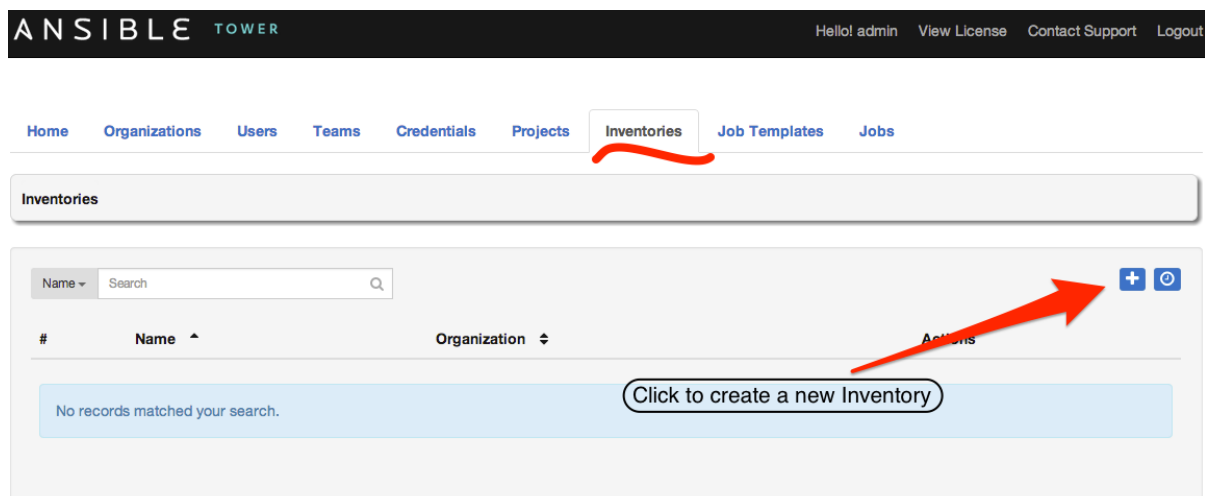 ANSIBLE TOWER Hello! admin View License Contact Support Logout
Home Organizations Users Teams Credentials Projects Inventories Job Templates Jobs
Inventories
Name Search
# Name Organization Actions
Click to create a new Inventory
No records matched your search.